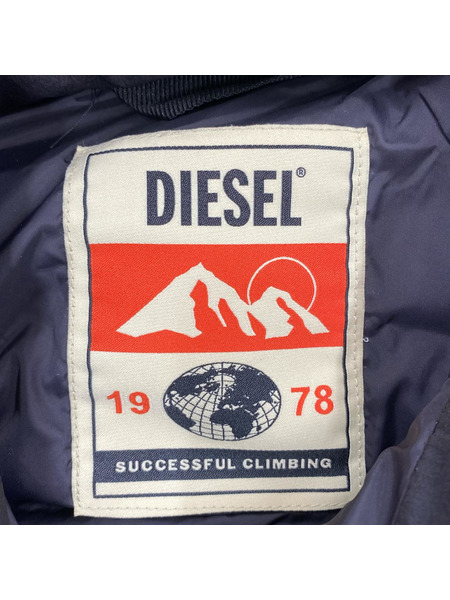 DIESEL®
19 78
SUCCESSFUL CLIMBING